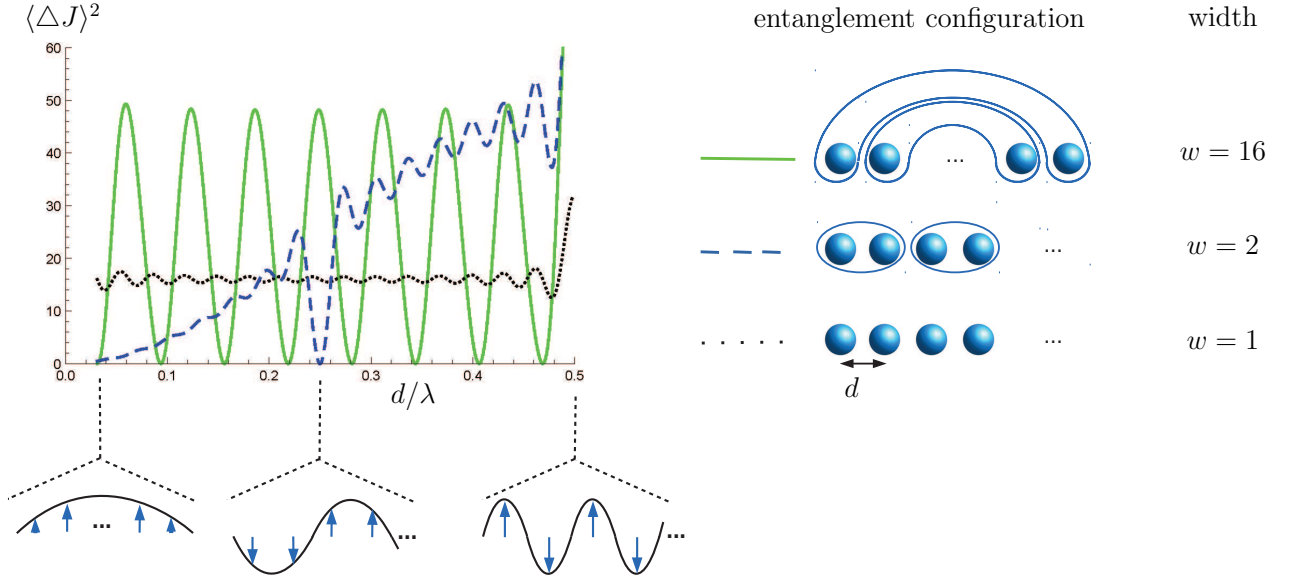 ⟨△J⟩²
entanglement configuration
width
60
50
40
30
20
10
0
0.0
0.1
0.2
0.3
0.4
0.5
d/λ
...
w = 16
...
w = 2
...
w = 1
d
...
...
...